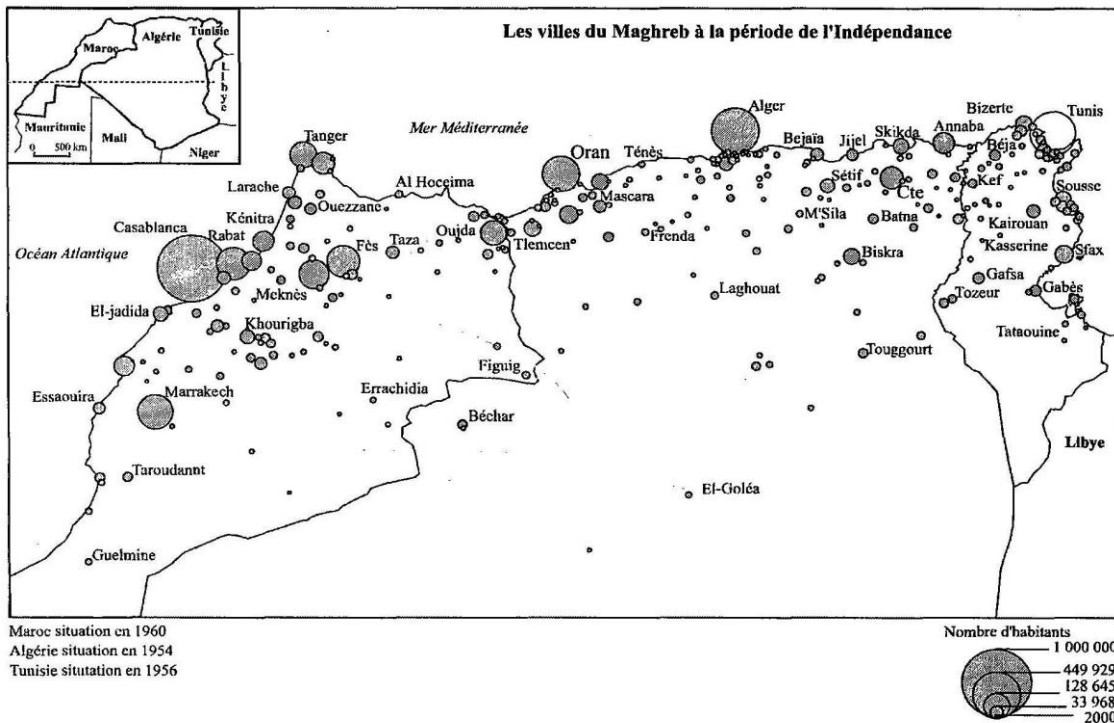 Les villes du Maghreb à la période de l'Indépendance
Tunisie
Algérie
Maroc
Libye
Mauritanie
Mali
Niger
0 500 km
Mer Méditerranée
Océan Atlantique
Alger
Bizerte
Tunis
Tanger
Oran
Ténès
Bejaïa
Jijel
Skikda
Annaba
Béja
Larache
Al Hoceima
Mascara
Sétif
Cte
Kef
Sousse
Ouezzane
Kénitra
Casablanca
Rabat
Fès
Taza
Oujda
Tlemcen
Frenda
M'Sila
Batna
Kairouan
Kasserine
Sfax
Meknès
Biskra
Gafsa
El-jadida
Khourigba
Laghouat
Tozeur
Gabès
Tataouine
Touggourt
Figuig
Essaouira
Marrakech
Errachidia
Béchar
Libye
Taroudannt
El-Goléa
Guelmine
Maroc situation en 1960
Algérie situation en 1954
Tunisie situtation en 1956
Nombre d'habitants
1 000 000
449 929
128 645
33 968
2000